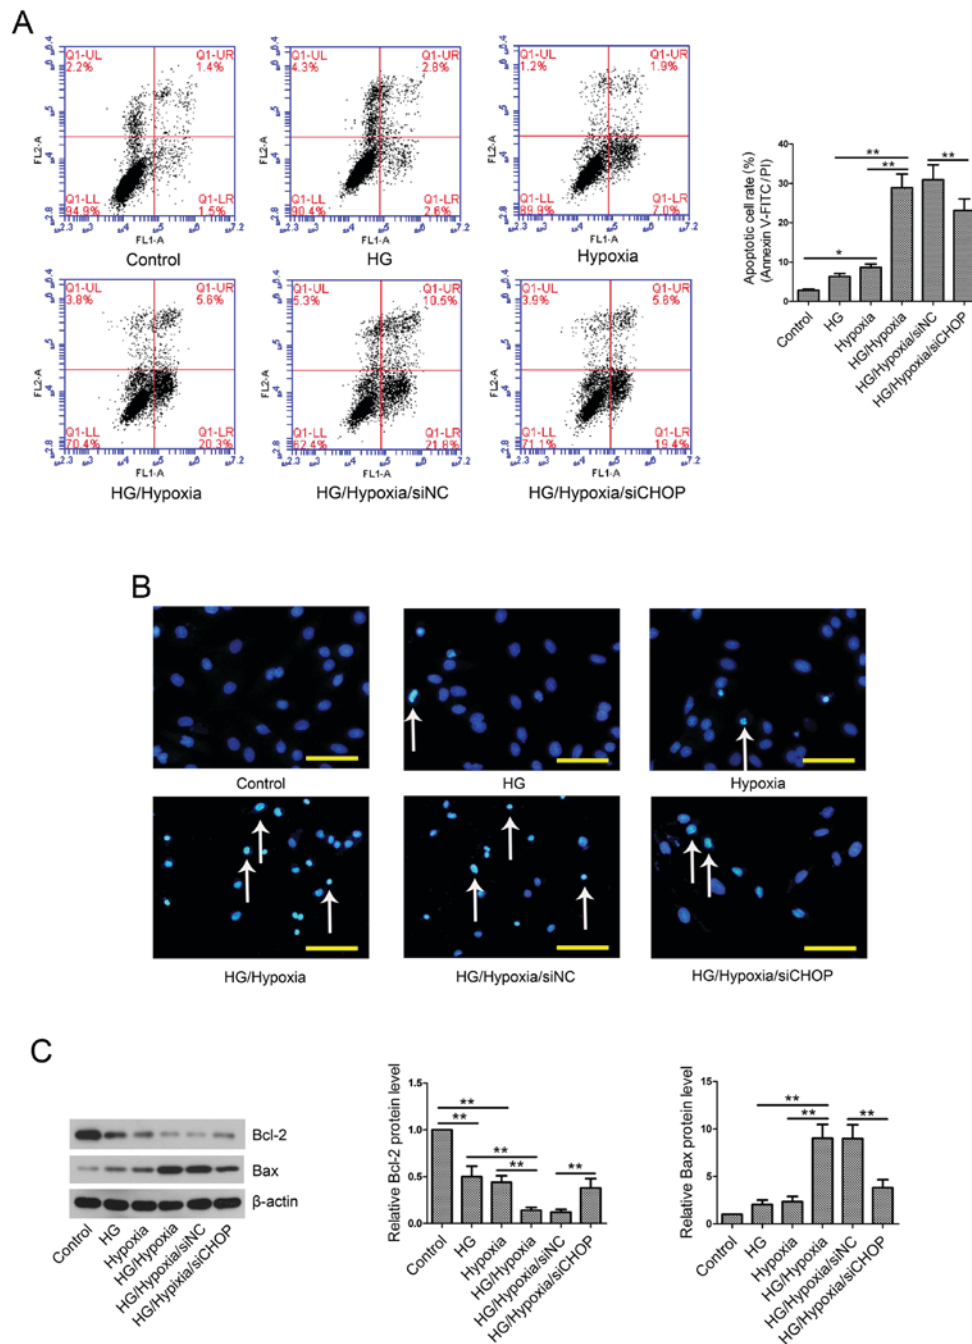 A
Q1-UL Q1-UR
2.2% 1.4%
Q1-LL Q1-LR
94.9% 1.5%
FL2-A
FL1-A
Control
Q1-UL Q1-UR
4.3% 2.8%
Q1-LL Q1-LR
90.4% 2.6%
FL2-A
FL1-A
HG
Q1-UL Q1-UR
1.2% 1.9%
Q1-LL Q1-LR
89.9% 7.0%
FL2-A
FL1-A
Hypoxia
Q1-UL Q1-UR
3.8% 5.6%
Q1-LL Q1-LR
70.4% 20.3%
FL2-A
FL1-A
HG/Hypoxia
Q1-UL Q1-UR
5.3% 10.5%
Q1-LL Q1-LR
62.4% 21.8%
FL2-A
FL1-A
HG/Hypoxia/siNC
Q1-UL Q1-UR
3.9% 5.6%
Q1-LL Q1-LR
71.1% 19.4%
FL2-A
FL1-A
HG/Hypoxia/siCHOP
Apoptotic cell rate (%)
(Annexin V-FITC / PI)
40
30
20
10
0
*
**
**
**
Control
HG
Hypoxia
HG/Hypoxia
HG/Hypoxia/siNC
HG/Hypoxia/siCHOP
B
Control
HG
Hypoxia
HG/Hypoxia
HG/Hypoxia/siNC
HG/Hypoxia/siCHOP
C
Bcl-2
Bax
β-actin
Control
HG
Hypoxia
HG/Hypoxia
HG/Hypoxia/siNC
HG/Hypixia/siCHOP
Relative Bcl-2 protein level
1.5
1.0
0.5
0.0
**
**
**
**
**
Control
HG
Hypoxia
HG/Hypoxia
HG/Hypoxia/siNC
HG/Hypoxia/siCHOP
Relative Bax protein level
15
10
5
0
**
**
**
Control
HG
Hypoxia
HG/Hypoxia
HG/Hypoxia/siNC
HG/Hypoxia/siCHOP